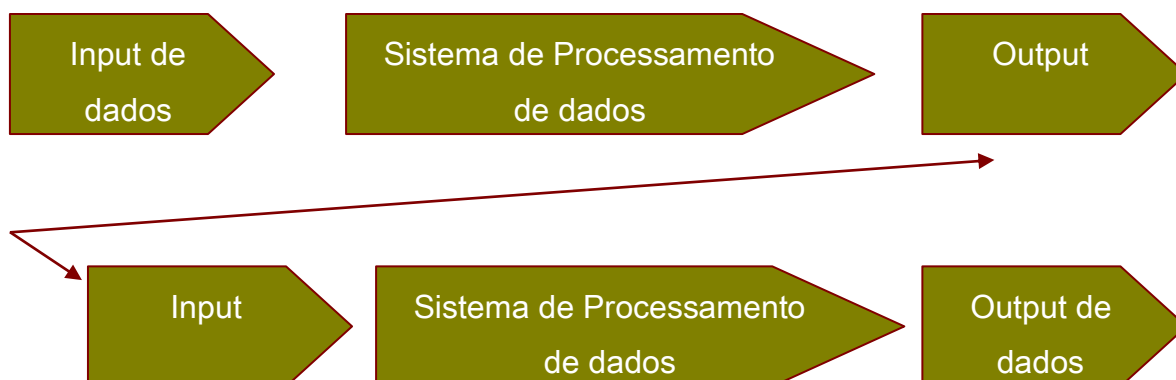 Input de
dados
Sistema de Processamento
de dados
Output
Input
Sistema de Processamento
de dados
Output de
dados